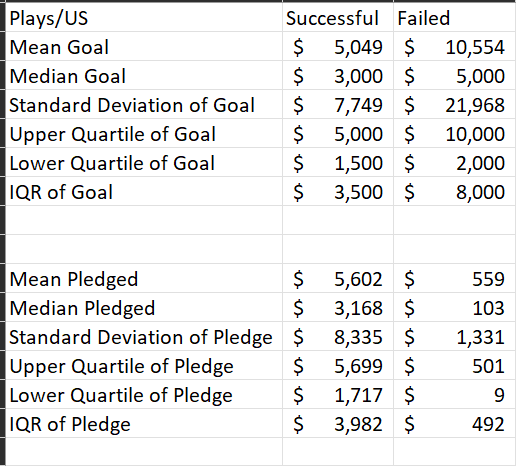 Plays/US Successful Failed
Mean Goal $ 5,049 $ 10,554
Median Goal $ 3,000 $ 5,000
Standard Deviation of Goal $ 7,749 $ 21,968
Upper Quartile of Goal $ 5,000 $ 10,000
Lower Quartile of Goal $ 1,500 $ 2,000
IQR of Goal $ 3,500 $ 8,000
Mean Pledged $ 5,602 $ 559
Median Pledged $ 3,168 $ 103
Standard Deviation of Pledge $ 8,335 $ 1,331
Upper Quartile of Pledge $ 5,699 $ 501
Lower Quartile of Pledge $ 1,717 $ 9
IQR of Pledge $ 3,982 $ 492